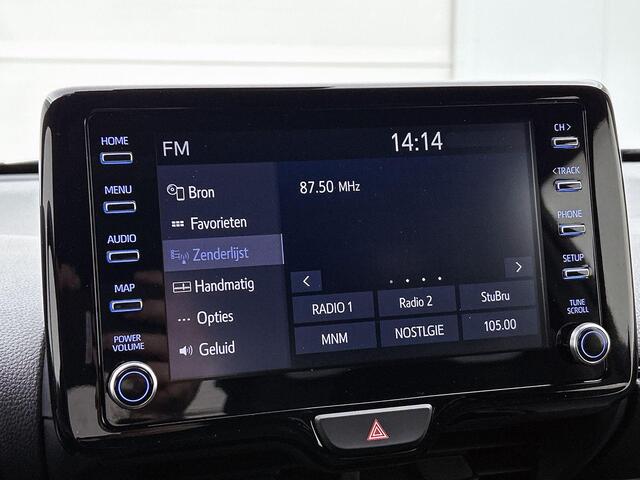 HOME
MENU
AUDIO
MAP
POWER
VOLUME
FM
14:14
Bron
Favorieten
Zenderlijst
Handmatig
Opties
Geluid
87.50 MHz
RADIO 1
Radio 2
StuBru
MNM
NOSTLGIE
105.00
CH>
<TRACK
PHONE
SETUP
TUNE
SCROLL